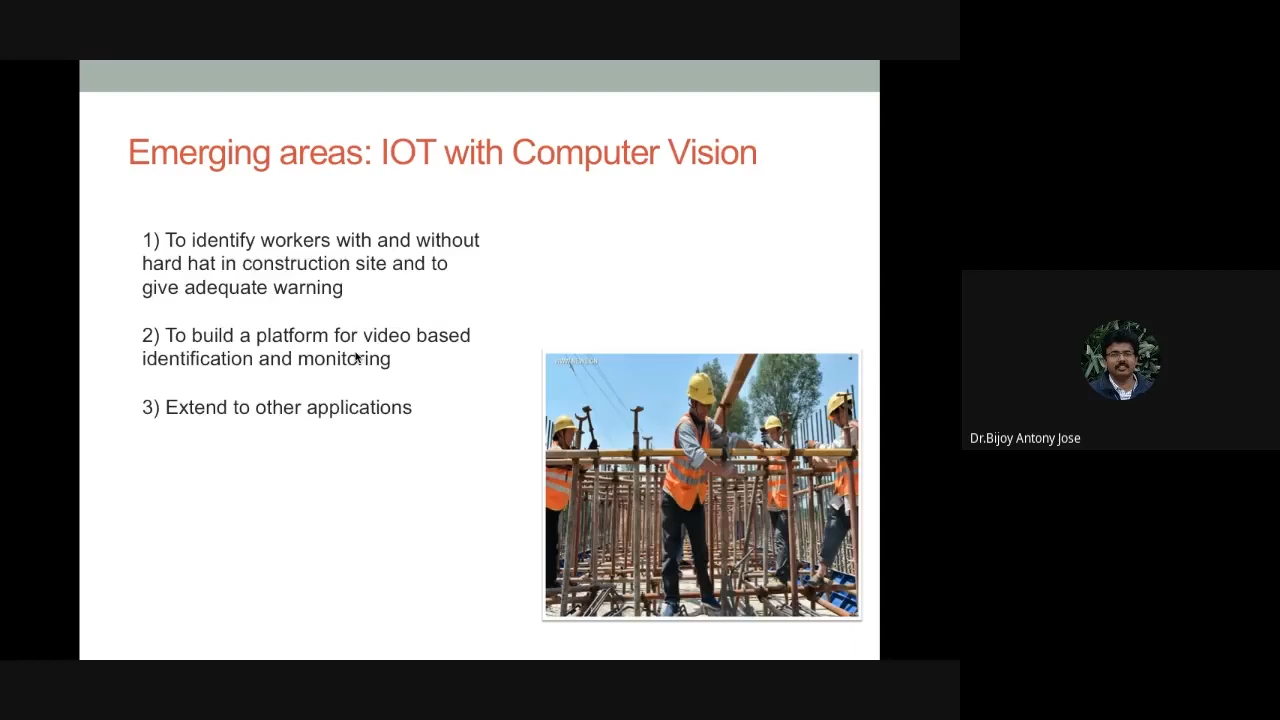 Emerging areas: IOT with Computer Vision
1) To identify workers with and without
hard hat in construction site and to
give adequate warning
2) To build a platform for video based
identification and monitoring
3) Extend to other applications
Dr.Bijoy Antony Jose